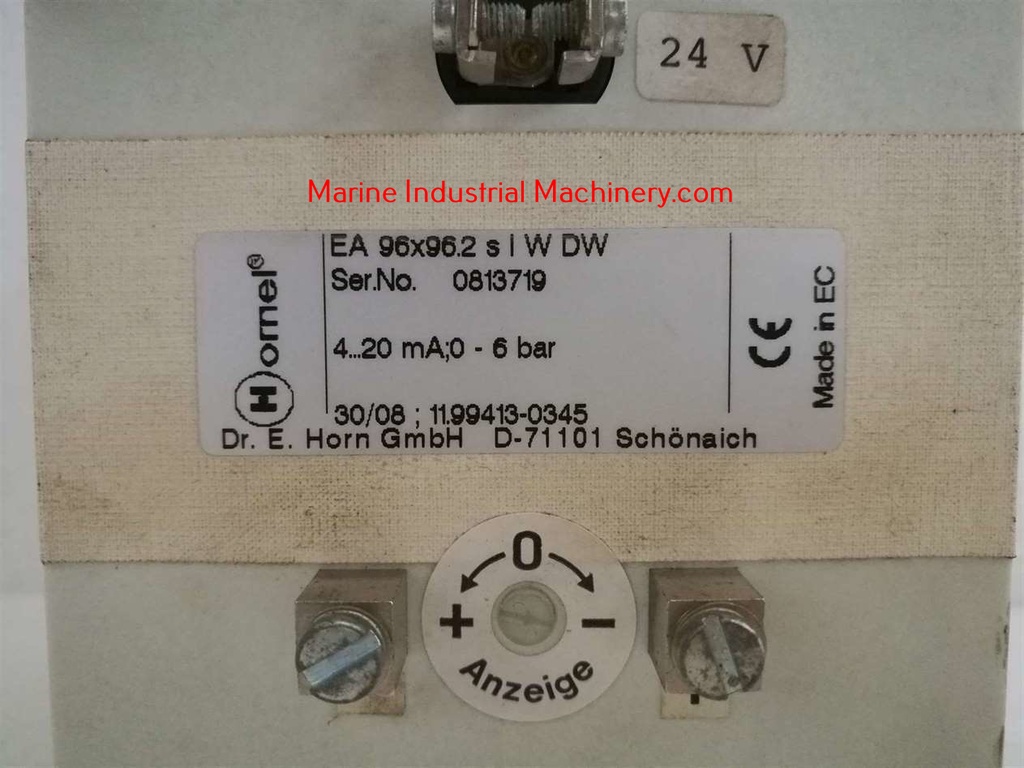 24 V
Marine Industrial Machinery.com
Hornel®
EA 96x96.2 s I W DW
Ser.No. 0813719
4...20 mA;0 - 6 bar
30/08 ; 11.99413-0345
Dr. E. Horn GmbH D-71101 Schönaich
CE
Made in EC
0
+ −
Anzeige